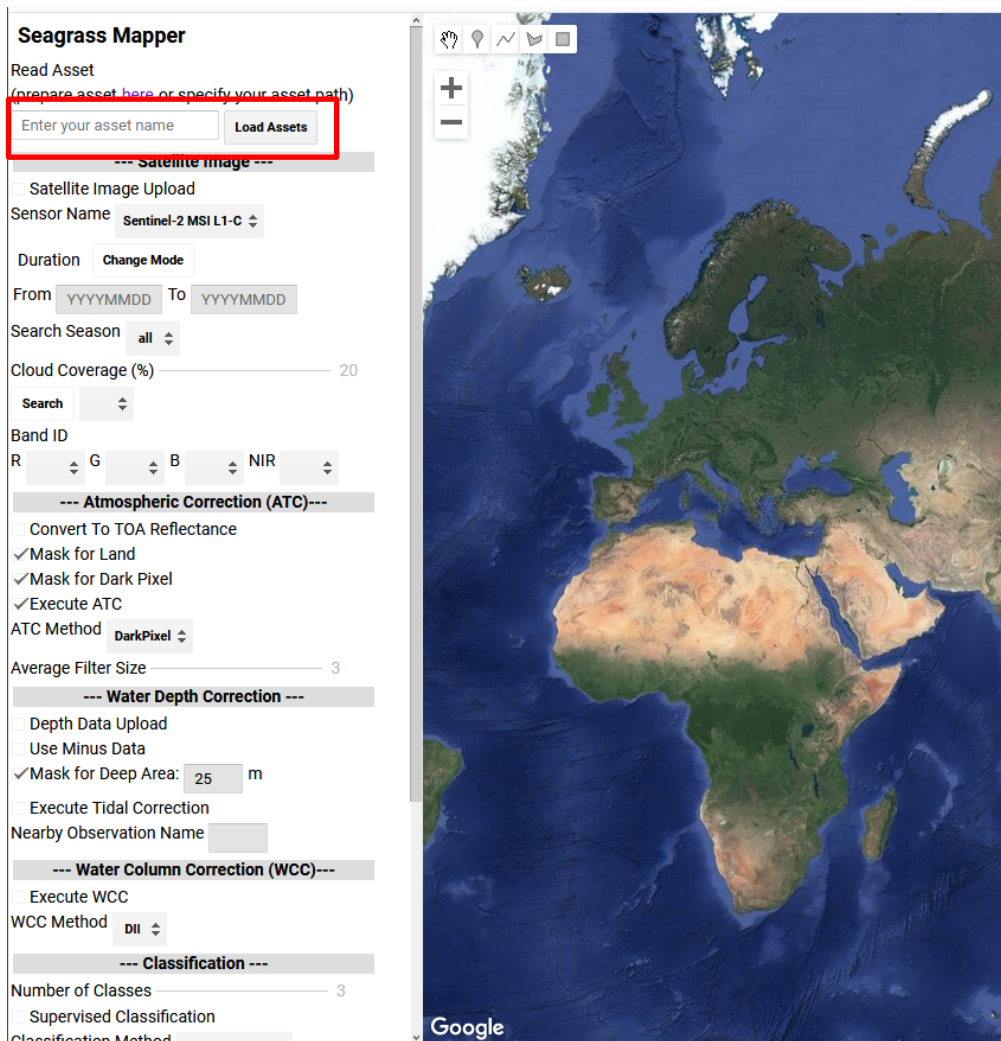 Seagrass Mapper
Read Asset
(prepare asset here or specify your asset path)
Enter your asset name Load Assets
--- Satellite Image ---
Satellite Image Upload
Sensor Name Sentinel-2 MSI L1-C
Duration Change Mode
From YYYYMMDD To YYYYMMDD
Search Season all
Cloud Coverage (%) 20
Search
Band ID
R G B NIR
--- Atmospheric Correction (ATC)---
Convert To TOA Reflectance
Mask for Land
Mask for Dark Pixel
Execute ATC
ATC Method DarkPixel
Average Filter Size 3
--- Water Depth Correction ---
Depth Data Upload
Use Minus Data
Mask for Deep Area: 25 m
Execute Tidal Correction
Nearby Observation Name
--- Water Column Correction (WCC)---
Execute WCC
WCC Method DII
--- Classification ---
Number of Classes 3
Supervised Classification
Classification Method
Google